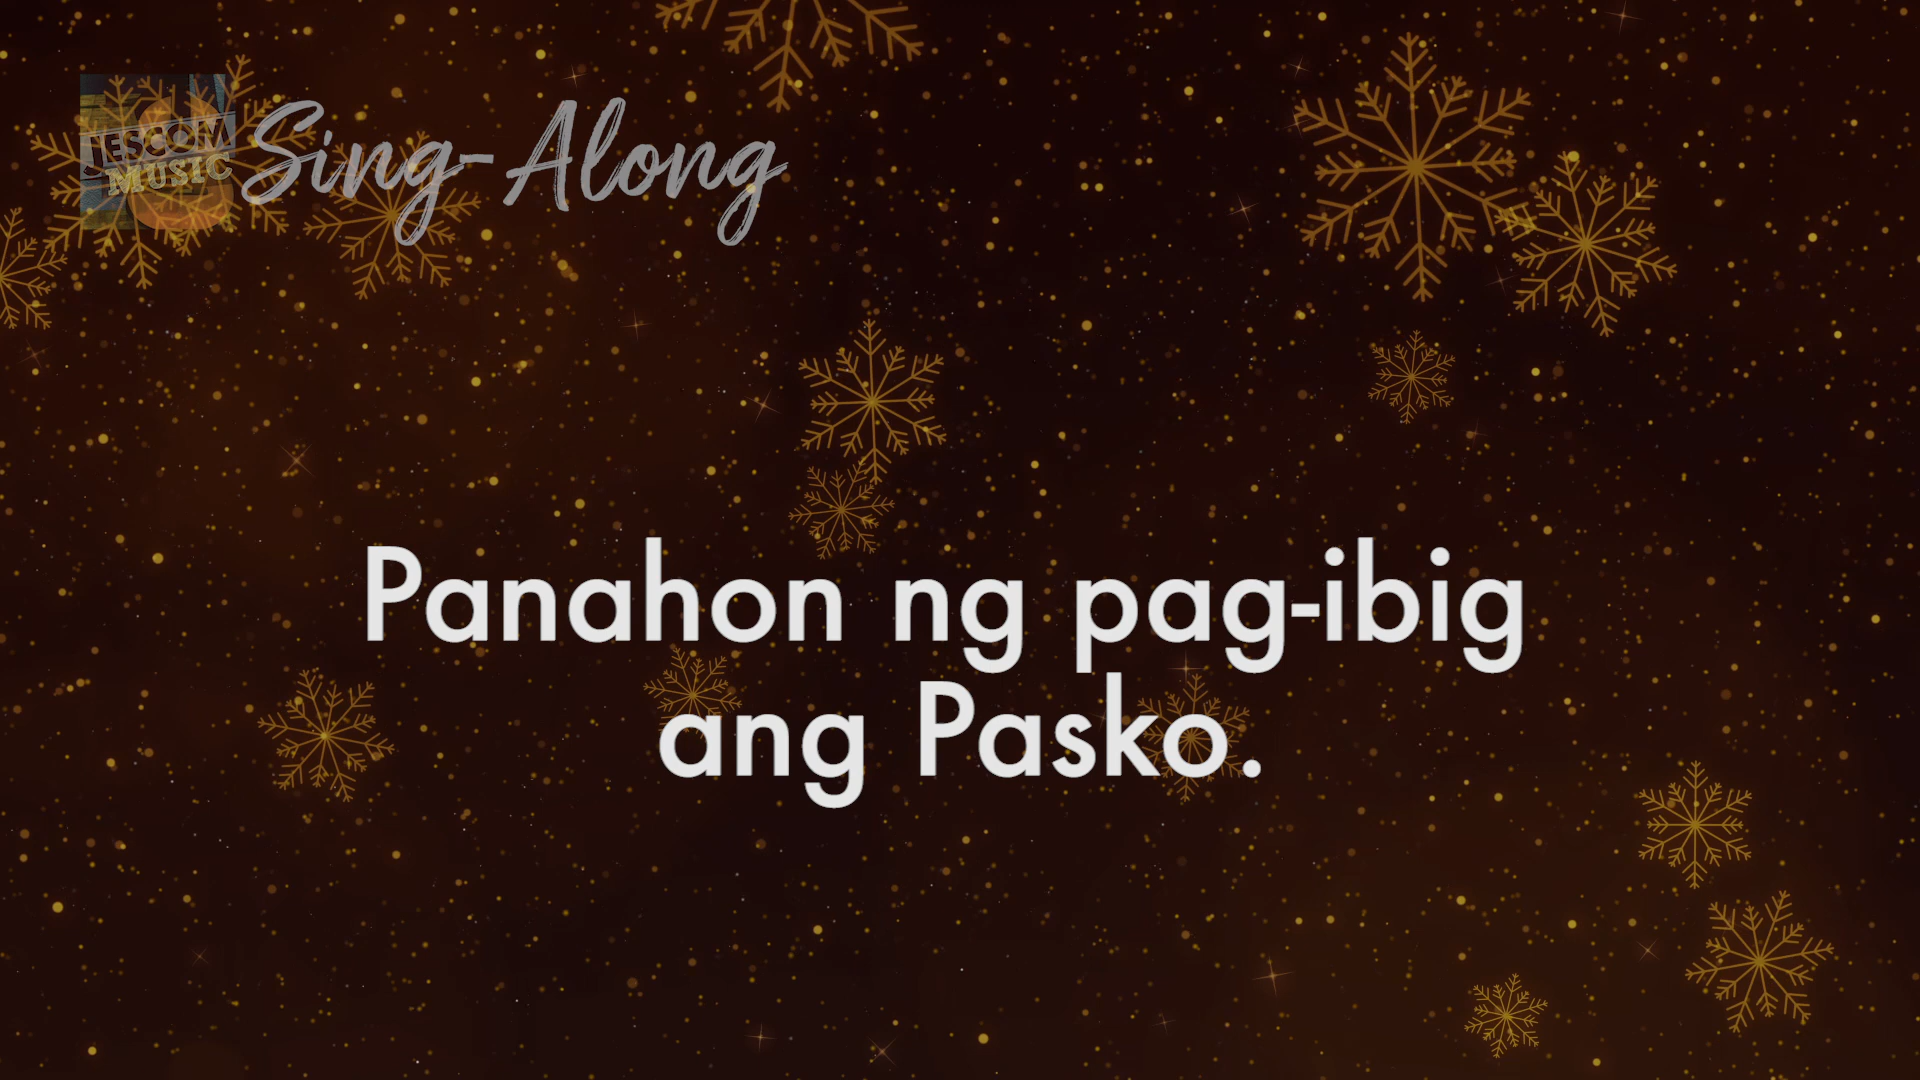 JESCOM
MUSIC
Sing-Along
Panahon ng pag-ibig
ang Pasko.